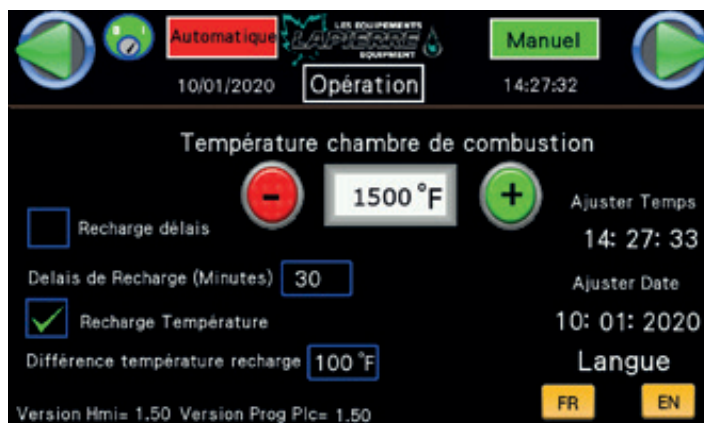 Automatique
LES EQUIPEMENTS
LAPIERRE
EQUIPMENT
Manuel
10/01/2020
Opération
14:27:32
Température chambre de combustion
-
1500 °F
+
Ajuster Temps
Recharge délais
14: 27: 33
Delais de Recharge (Minutes) 30
Ajuster Date
Recharge Température
10: 01: 2020
Différence température recharge 100 °F
Langue
FR
EN
Version Hmi= 1.50 Version Prog Plc= 1.50